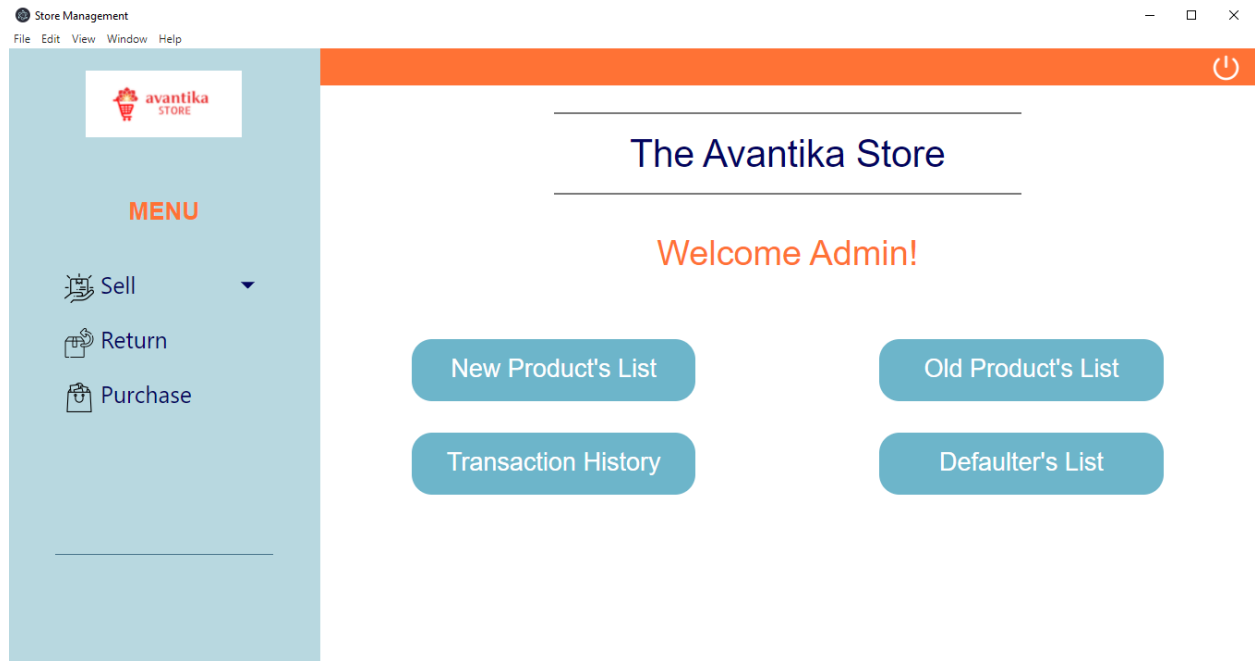 Store Management
File Edit View Window Help
avantika
STORE
MENU
Sell
Return
Purchase
The Avantika Store
Welcome Admin!
New Product's List
Old Product's List
Transaction History
Defaulter's List